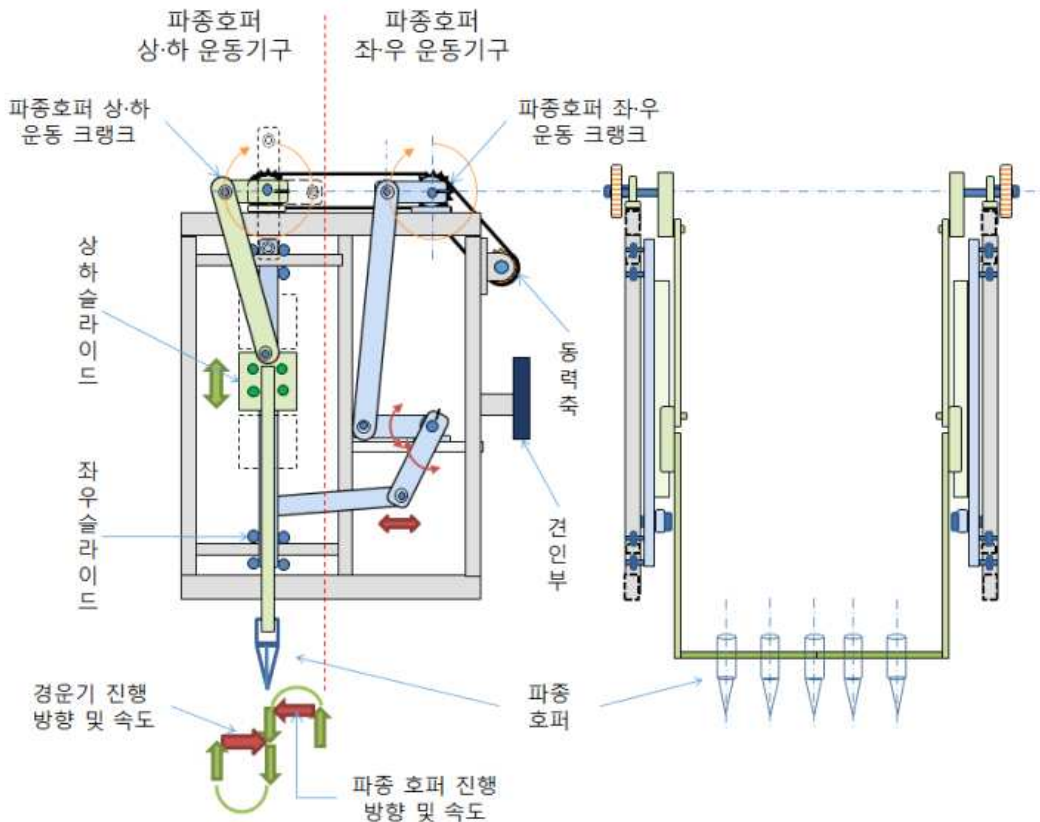 파종호퍼
상·하 운동기구
파종호퍼
좌·우 운동기구
파종호퍼 상·하
운동 크랭크
파종호퍼 좌·우
운동 크랭크
상하슬라이드
동력축
좌우슬라이드
견인부
경운기 진행
방향 및 속도
파종
호퍼
파종 호퍼 진행
방향 및 속도